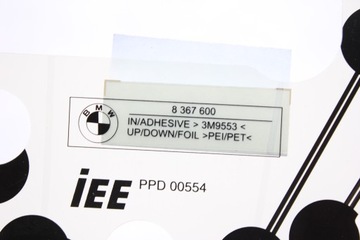 BMW
8 367 600
IN/ADHESIVE > 3M9553 <
UP/DOWN/FOIL >PEI/PET<
iEE PPD 00554